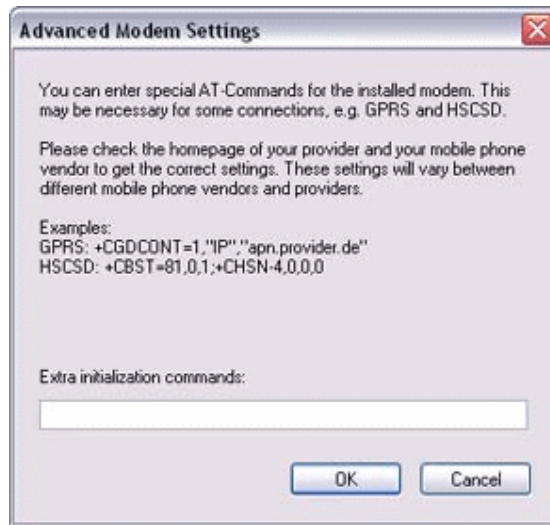 Advanced Modem Settings
You can enter special AT-Commands for the installed modem. This
may be necessary for some connections, e.g. GPRS and HSCSD.
Please check the homepage of your provider and your mobile phone
vendor to get the correct settings. These settings will vary between
different mobile phone vendors and providers.
Examples:
GPRS: +CGDCONT=1,"IP","apn.provider.de"
HSCSD: +CBST=81,0,1;+CHSN-4,0,0,0
Extra initialization commands:
OK Cancel